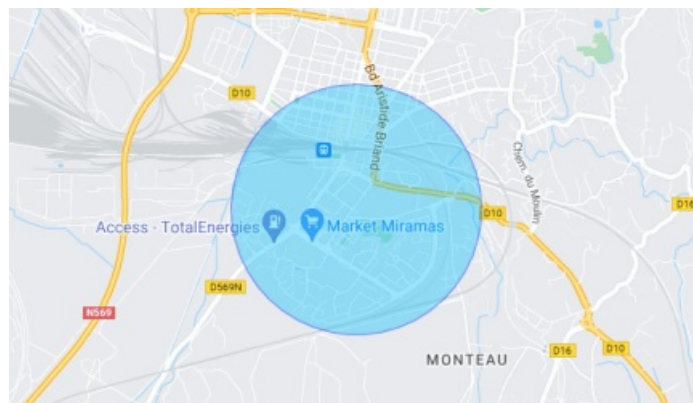 D10
Bd Aristide Briand
Chem. du Moulin
D16
D10
Access · TotalEnergies
Market Miramas
D569N
N569
D16
D10
MONTEAU